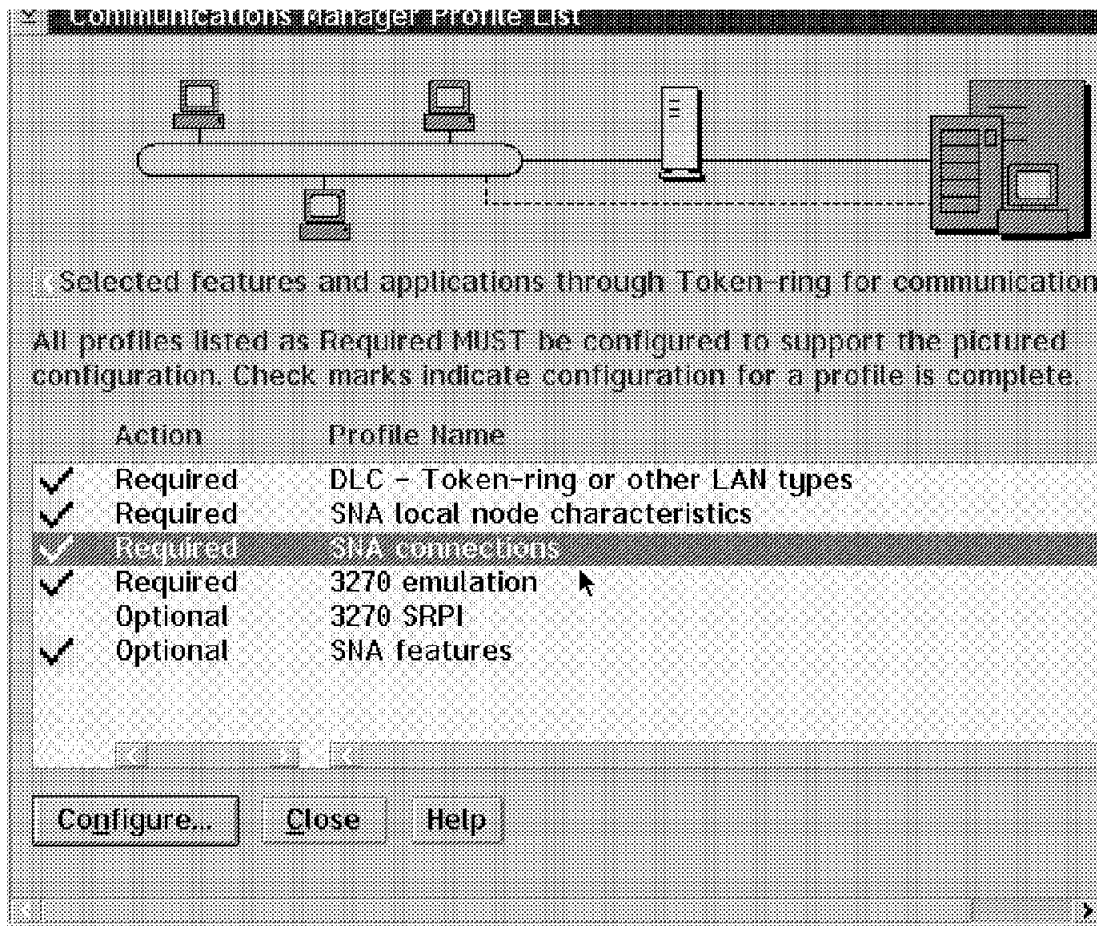 Communications Manager Profile List
Selected features and applications through Token-ring for communication
All profiles listed as Required MUST be configured to support the pictured
configuration. Check marks indicate configuration for a profile is complete.
Action Profile Name
Required DLC - Token-ring or other LAN types
Required SNA local node characteristics
Required SNA connections
Required 3270 emulation
Optional 3270 SRPI
Optional SNA features
Configure... Close Help